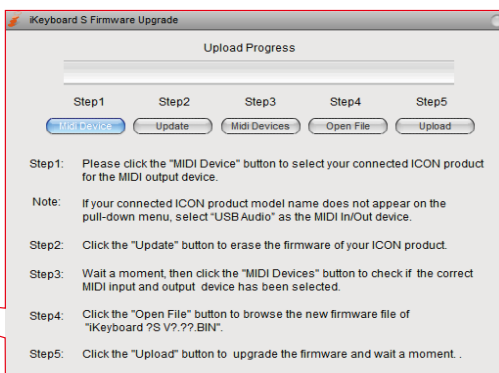 iKeyboard S Firmware Upgrade
Upload Progress
Step1 Step2 Step3 Step4 Step5
Midi Device Update Midi Devices Open File Upload
Step1: Please click the "MIDI Device" button to select your connected ICON product
for the MIDI output device.
Note: If your connected ICON product model name does not appear on the
pull-down menu, select "USB Audio" as the MIDI In/Out device.
Step2: Click the "Update" button to erase the firmware of your ICON product.
Step3: Wait a moment, then click the "MIDI Devices" button to check if the correct
MIDI input and output device has been selected.
Step4: Click the "Open File" button to browse the new firmware file of
"iKeyboard ?S V?.??.BIN".
Step5: Click the "Upload" button to upgrade the firmware and wait a moment. .